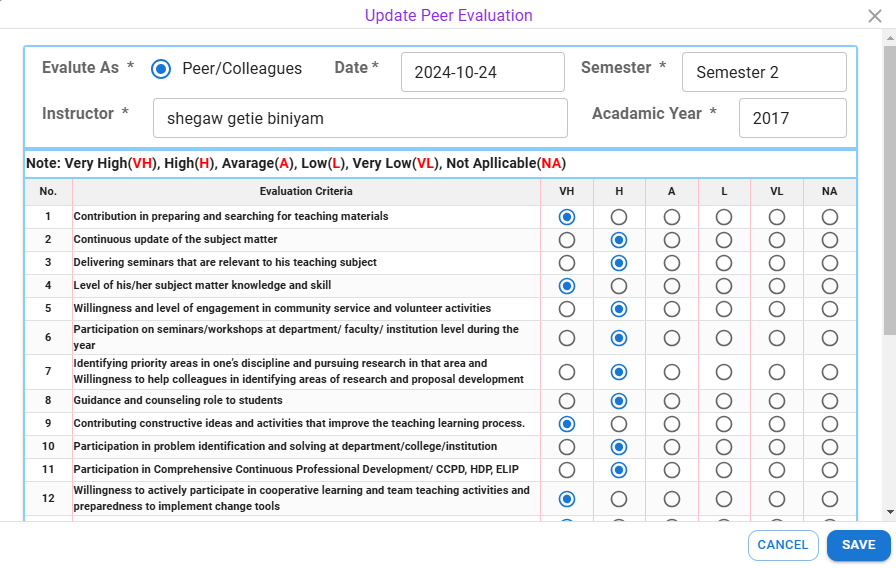 Update Peer Evaluation
Evalute As * Peer/Colleagues Date * 2024-10-24 Semester * Semester 2
Instructor * shegaw getie biniyam Acadamic Year * 2017
Note: Very High(VH), High(H), Avarage(A), Low(L), Very Low(VL), Not Apllicable(NA)
No. Evaluation Criteria VH H A L VL NA
1 Contribution in preparing and searching for teaching materials
2 Continuous update of the subject matter
3 Delivering seminars that are relevant to his teaching subject
4 Level of his/her subject matter knowledge and skill
5 Willingness and level of engagement in community service and volunteer activities
6 Participation on seminars/workshops at department/ faculty/ institution level during the
year
7 Identifying priority areas in one's discipline and pursuing research in that area and
Willingness to help colleagues in identifying areas of research and proposal development
8 Guidance and counseling role to students
9 Contributing constructive ideas and activities that improve the teaching learning process.
10 Participation in problem identification and solving at department/college/institution
11 Participation in Comprehensive Continuous Professional Development/ CCPD, HDP, ELIP
12 Willingness to actively participate in cooperative learning and team teaching activities and
preparedness to implement change tools
CANCEL SAVE